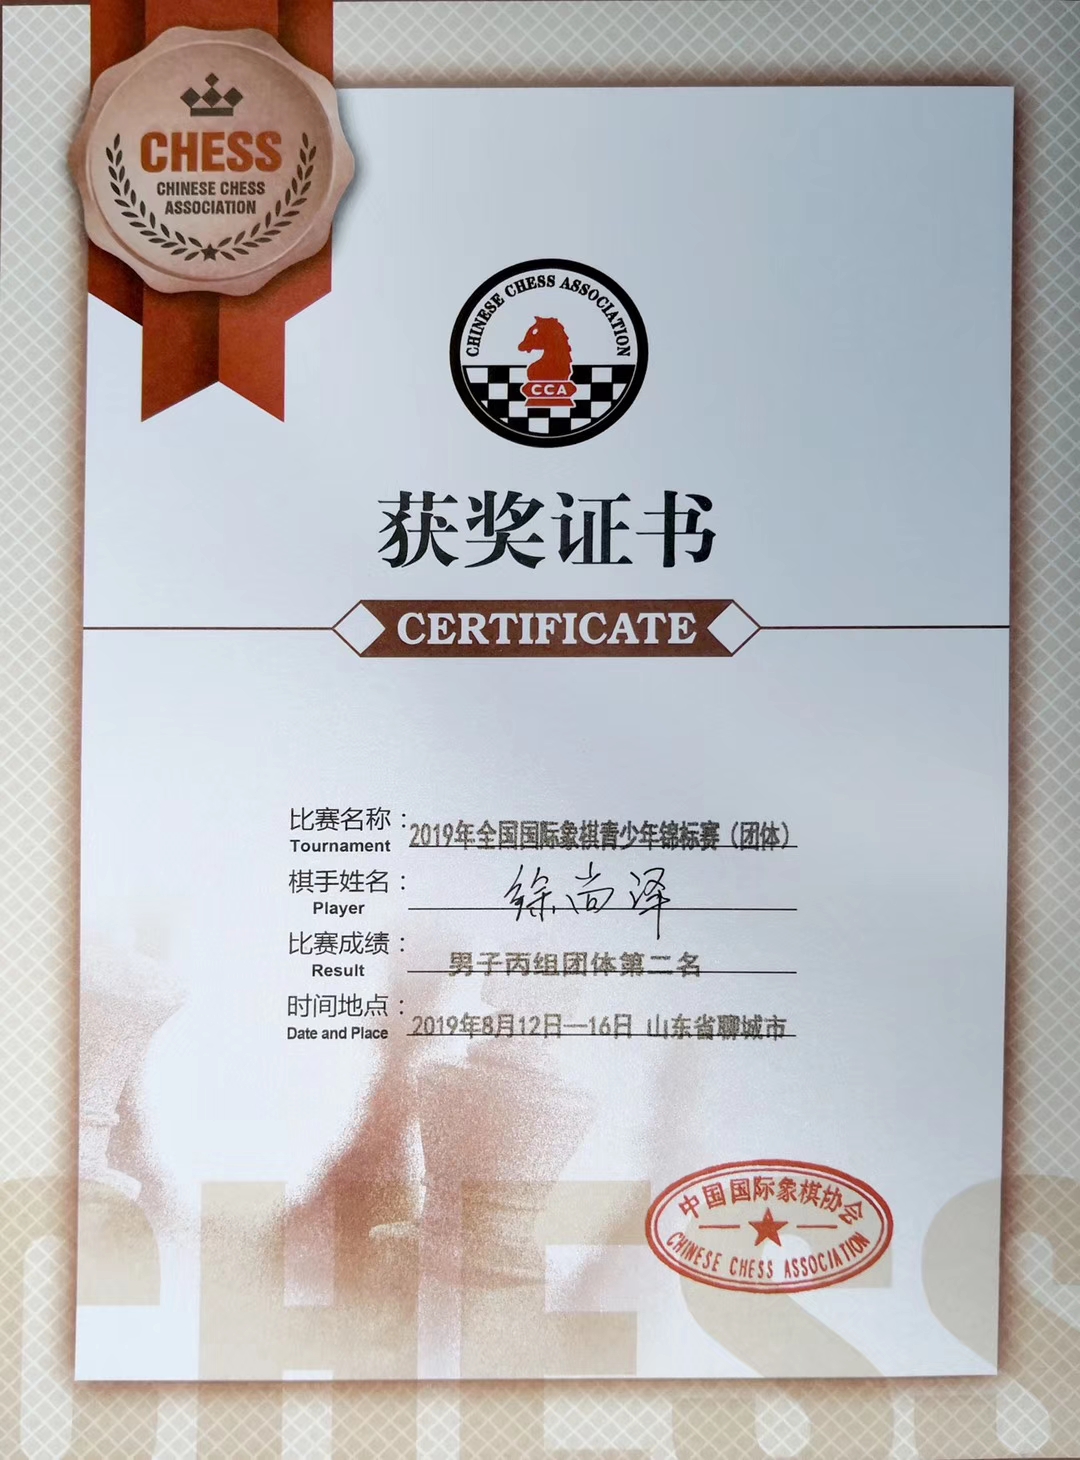 CHESS
CHINESE CHESS
ASSOCIATION
CHINESE CHESS ASSOCIATION
CCA
获奖证书
CERTIFICATE
比赛名称：2019年全国国际象棋青少年锦标赛（团体）
Tournament
棋手姓名：徐尚泽
Player
比赛成绩：男子丙组团体第二名
Result
时间地点：2019年8月12日—16日 山东省聊城市
Date and Place
中国国际象棋协会
CHINESE CHESS ASSOCIATION
CHESS